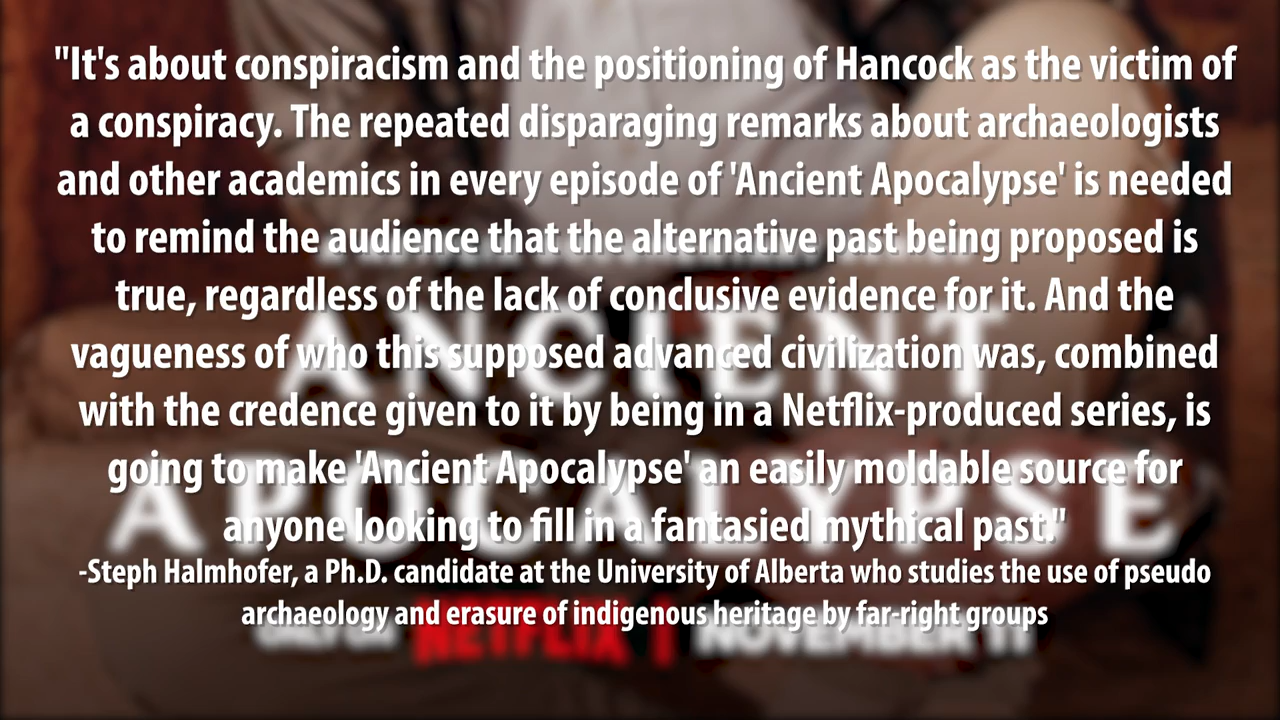 "It's about conspiracism and the positioning of Hancock as the victim of
a conspiracy. The repeated disparaging remarks about archaeologists
and other academics in every episode of 'Ancient Apocalypse' is needed
to remind the audience that the alternative past being proposed is
true, regardless of the lack of conclusive evidence for it. And the
vagueness of who this supposed advanced civilization was, combined
with the credence given to it by being in a Netflix-produced series, is
going to make 'Ancient Apocalypse' an easily moldable source for
anyone looking to fill in a fantasied mythical past."
-Steph Halmhofer, a Ph.D. candidate at the University of Alberta who studies the use of pseudo
archaeology and erasure of indigenous heritage by far-right groups
ANCIENT
APOCALYPSE
NETFLIX | NOVEMBER 11